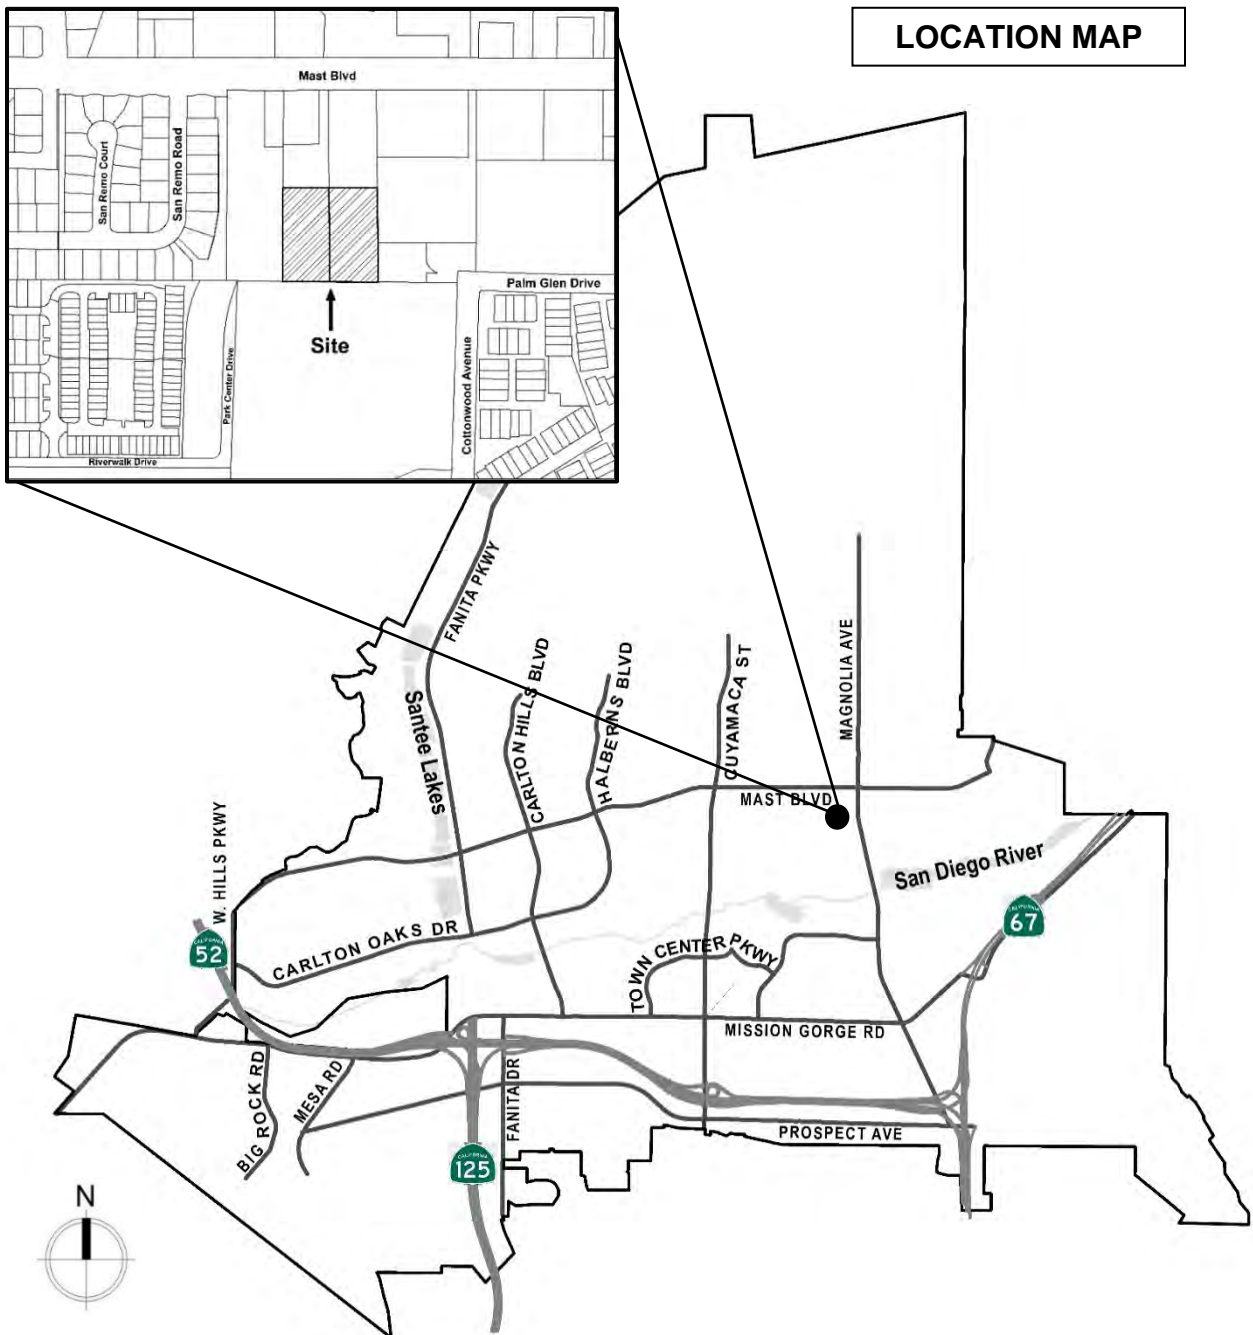 LOCATION MAP
Mast Blvd
San Remo Court
San Remo Road
Palm Glen Drive
Site
Park Center Drive
Cottonwood Avenue
Riverwalk Drive
FANITA PKWY
Santee Lakes
CARLTON HILLS BLVD
HALBERNS BLVD
CUYAMACA ST
MAGNOLIA AVE
MAST BLVD
W. HILLS PKWY
San Diego River
CALIFORNIA
52
CALIFORNIA
67
CARLTON OAKS DR
TOWN CENTER PKWY
MISSION GORGE RD
BIG ROCK RD
MESA RD
FANITA DR
PROSPECT AVE
CALIFORNIA
125
N